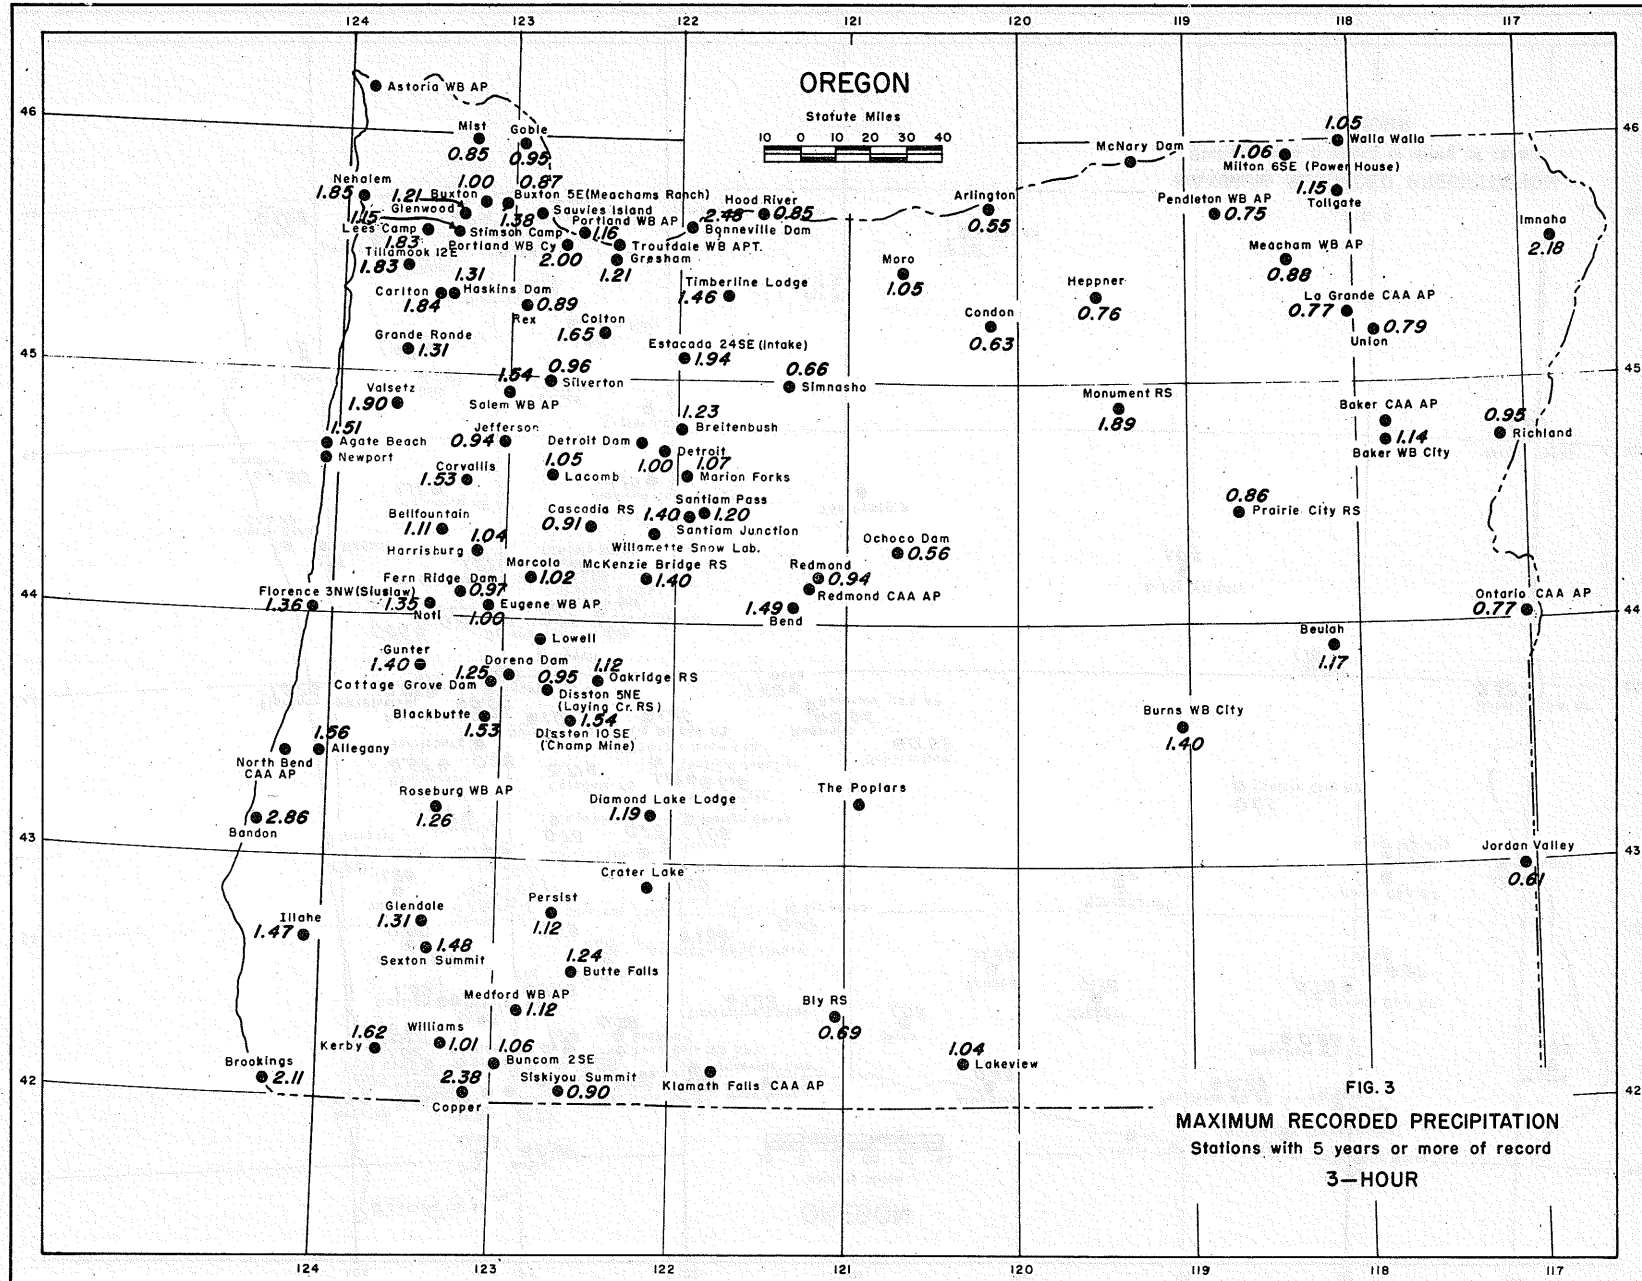 124 123 122 121 120 119 118 117
OREGON
Statute Miles
10 0 10 20 30 40
46
46
Astoria WB AP
Mist
0.85
Goble
0.95
McNary Dam
1.05
Walla Walla
1.06
Milton 6SE (Power House)
1.15
Tollgate
Nehalem
1.85
1.21
Buxton
1.00
0.87
Buxton 5E(Meachams Ranch)
Glenwood
1.15
1.38
Sauvies Island
Lees Camp
1.83
Stimson Camp
Portland WB AP
1.16
Hood River
0.85
2.48
Bonneville Dam
Arlington
0.55
Pendleton WB AP
0.75
Imnaha
2.18
Tillamook 12E
1.83
Portland WB Cy
2.00
Troutdale WB APT.
Gresham
1.21
Moro
1.05
Meacham WB AP
0.88
1.31
Haskins Dam
Carlton
1.84
0.89
Rex
Timberline Lodge
1.46
Heppner
0.76
La Grande CAA AP
0.77
0.79
Union
Colton
1.65
Condon
0.63
Grande Ronde
1.31
Estacada 24SE (Intake)
1.94
45
45
0.96
Silverton
1.54
Salem WB AP
0.66
Simnasho
Valsetz
1.90
Monument RS
1.89
Baker CAA AP
1.14
Baker WB City
0.95
Richland
1.51
Agate Beach
Newport
Jefferson
0.94
1.23
Breitenbush
Detroit Dam
Detroit
1.00
1.07
Marion Forks
Corvallis
1.53
1.05
Lacomb
0.86
Prairie City RS
Bellfountain
1.11
Cascadia RS
0.91
Santiam Pass
1.40
1.20
Santiam Junction
Willamette Snow Lab.
1.04
Harrisburg
Ochoco Dam
0.56
Marcola
1.02
McKenzie Bridge RS
1.40
Redmond
0.94
Redmond CAA AP
Fern Ridge Dam
0.97
Florence 3NW(Siuslaw)
1.36
1.35
Noti
Eugene WB AP
1.00
1.49
Bend
Ontario CAA AP
0.77
44
44
Lowell
Beulah
1.17
Gunter
1.40
Dorena Dam
1.25
Cottage Grove Dam
0.95
Disston 5NE
(Laying Cr. RS)
1.12
Oakridge RS
Blackbutte
1.53
1.54
Disston 10SE
(Champ Mine)
Burns WB City
1.40
1.56
Allegany
North Bend
CAA AP
Roseburg WB AP
1.26
Diamond Lake Lodge
1.19
The Poplars
2.86
Bandon
43
43
Jordan Valley
0.61
Crater Lake
Persist
1.12
Glendale
1.31
Illahe
1.47
1.48
Sexton Summit
1.24
Butte Falls
Medford WB AP
1.12
Bly RS
0.69
1.62
Kerby
Williams
1.01
1.06
Buncom 2SE
1.04
Lakeview
Brookings
2.11
2.38
Copper
Siskiyou Summit
0.90
Klamath Falls CAA AP
42
42
FIG. 3
MAXIMUM RECORDED PRECIPITATION
Stations with 5 years or more of record
3-HOUR
124 123 122 121 120 119 118 117